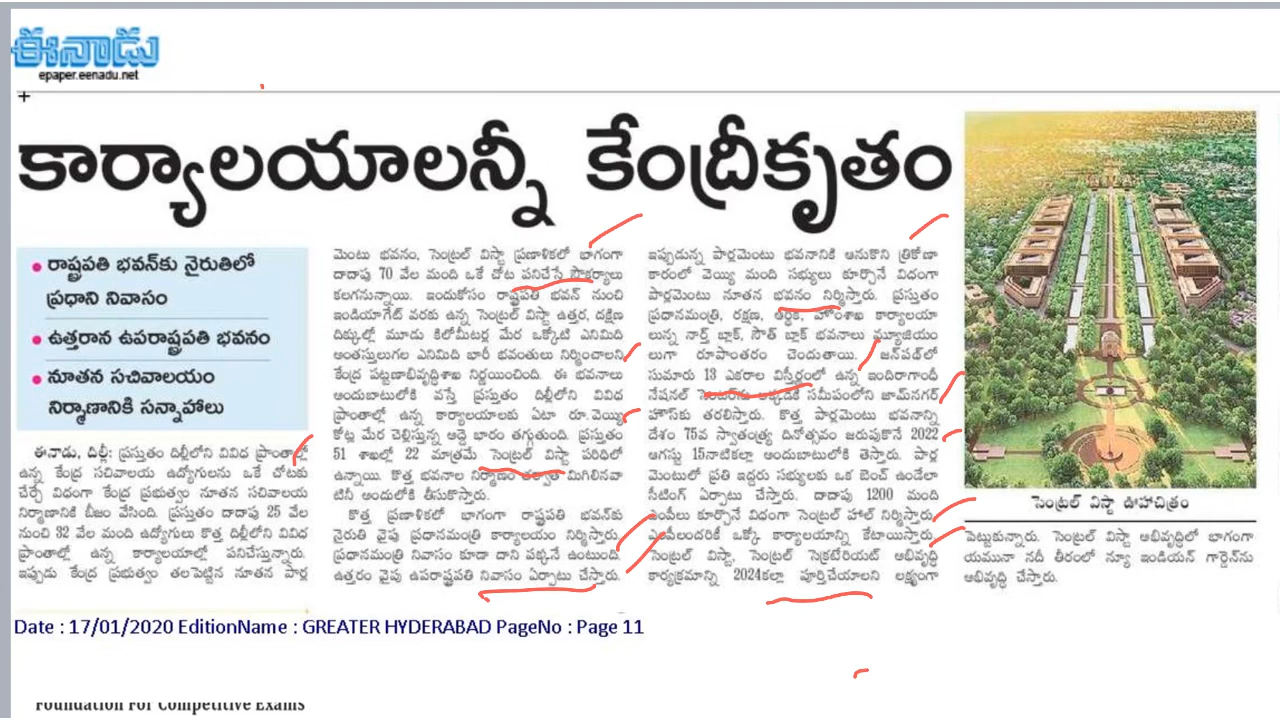 ఈనాడు
epaper.eenadu.net
కార్యాలయాలన్నీ కేంద్రీకృతం
రాష్ట్రపతి భవన్‌కు నైరుతిలో
ప్రధాని నివాసం
ఉత్తరాన ఉపరాష్ట్రపతి భవనం
నూతన సచివాలయం
నిర్మాణానికి సన్నాహాలు
ఈనాడు, దిల్లీ: ప్రస్తుతం దిల్లీలోని వివిధ ప్రాంతాల్లో
ఉన్న కేంద్ర సచివాలయ ఉద్యోగులను ఒకే చోటకు
చేర్చే విధంగా కేంద్ర ప్రభుత్వం నూతన సచివాలయ
నిర్మాణానికి బీజం వేసింది. ప్రస్తుతం దాదాపు 25 వేల
నుంచి 32 వేల మంది ఉద్యోగులు కొత్త దిల్లీలోని వివిధ
ప్రాంతాల్లో ఉన్న కార్యాలయాల్లో పనిచేస్తున్నారు.
ఇప్పుడు కేంద్ర ప్రభుత్వం తలపెట్టిన నూతన పార్ల
మెంటు భవనం, సెంట్రల్ విస్టా ప్రణాళికలో భాగంగా
దాదాపు 70 వేల మంది ఒకే చోట పనిచేసే సౌకర్యాలు
కలగనున్నాయి. ఇందుకోసం రాష్ట్రపతి భవన్ నుంచి
ఇండియాగేట్ వరకు ఉన్న సెంట్రల్ విస్టా ఉత్తర, దక్షిణ
దిక్కుల్లో మూడు కిలోమీటర్ల మేర ఒక్కోటి ఎనిమిది
అంతస్తులుగల ఎనిమిది భారీ భవంతులు నిర్మించాలని
కేంద్ర పట్టణాభివృద్ధిశాఖ నిర్ణయించింది. ఈ భవనాలు
అందుబాటులోకి వస్తే ప్రస్తుతం దిల్లీలోని వివిధ
ప్రాంతాల్లో ఉన్న కార్యాలయాలకు ఏటా రూ.వెయ్యి
కోట్ల మేర చెల్లిస్తున్న అద్దె భారం తగ్గుతుంది. ప్రస్తుతం
51 శాఖల్లో 22 మాత్రమే సెంట్రల్ విస్టా పరిధిలో
ఉన్నాయి. కొత్త భవనాల నిర్మాణం తర్వాత మిగిలినవా
టినీ అందులోకి తీసుకొస్తారు.
కొత్త ప్రణాళికలో భాగంగా రాష్ట్రపతి భవన్‌కు
నైరుతి వైపు ప్రధానమంత్రి కార్యాలయం నిర్మిస్తారు.
ప్రధానమంత్రి నివాసం కూడా దాని పక్కనే ఉంటుంది.
ఉత్తరం వైపు ఉపరాష్ట్రపతి నివాసం ఏర్పాటు చేస్తారు.
ఇప్పుడున్న పార్లమెంటు భవనానికి ఆనుకొని త్రికోణా
కారంలో వెయ్యి మంది సభ్యులు కూర్చొనే విధంగా
పార్లమెంటు నూతన భవనం నిర్మిస్తారు. ప్రస్తుతం
ప్రధానమంత్రి, రక్షణ, ఆర్థిక, హోంశాఖ కార్యాలయా
లున్న నార్త్ బ్లాక్, సౌత్ బ్లాక్ భవనాలు మ్యూజియం
లుగా రూపాంతరం చెందుతాయి. జన్‌పథ్‌లో
సుమారు 13 ఎకరాల విస్తీర్ణంలో ఉన్న ఇందిరాగాంధీ
నేషనల్ సెంటర్‌ను అక్కడికి సమీపంలోని జామ్‌నగర్
హౌస్‌కు తరలిస్తారు. కొత్త పార్లమెంటు భవనాన్ని
దేశం 75వ స్వాతంత్ర్య దినోత్సవం జరుపుకొనే 2022
ఆగస్టు 15నాటికల్లా అందుబాటులోకి తెస్తారు. పార్ల
మెంటులో ప్రతి ఇద్దరు సభ్యులకు ఒక బెంచ్ ఉండేలా
సీటింగ్ ఏర్పాటు చేస్తారు. దాదాపు 1200 మంది
ఎంపీలు కూర్చొనే విధంగా సెంట్రల్ హాల్ నిర్మిస్తారు.
ఎంపీలందరికీ ఒక్కో కార్యాలయాన్ని కేటాయిస్తారు.
సెంట్రల్ విస్టా, సెంట్రల్ సెక్రటేరియట్ అభివృద్ధి
కార్యక్రమాన్ని 2024కల్లా పూర్తిచేయాలని లక్ష్యంగా
సెంట్రల్ విస్టా ఊహాచిత్రం
పెట్టుకున్నారు. సెంట్రల్ విస్టా అభివృద్ధిలో భాగంగా
యమునా నదీ తీరంలో న్యూ ఇండియన్ గార్డెన్‌ను
అభివృద్ధి చేస్తారు.
Date : 17/01/2020 EditionName : GREATER HYDERABAD PageNo : Page 11
Foundation For Competitive Exams